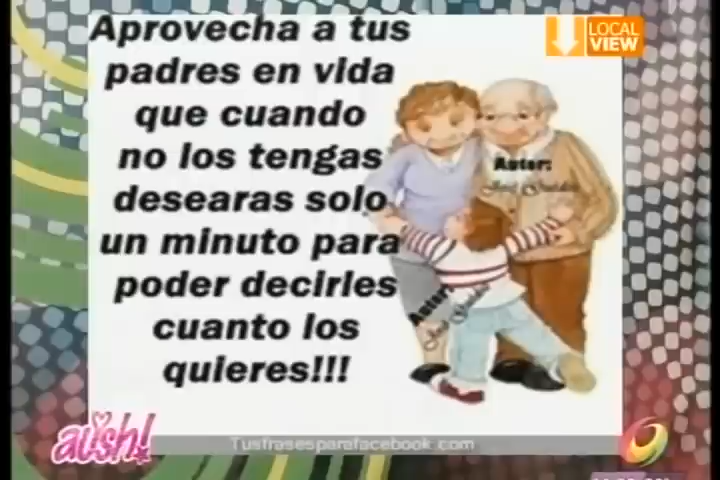 Aprovecha a tus
padres en vida
que cuando
no los tengas
desearas solo
un minuto para
poder decirles
cuanto los
quieres!!!
LOCAL
VIEW
Autor:
Autor:
aush!
Tusfrasesparafacebook.com